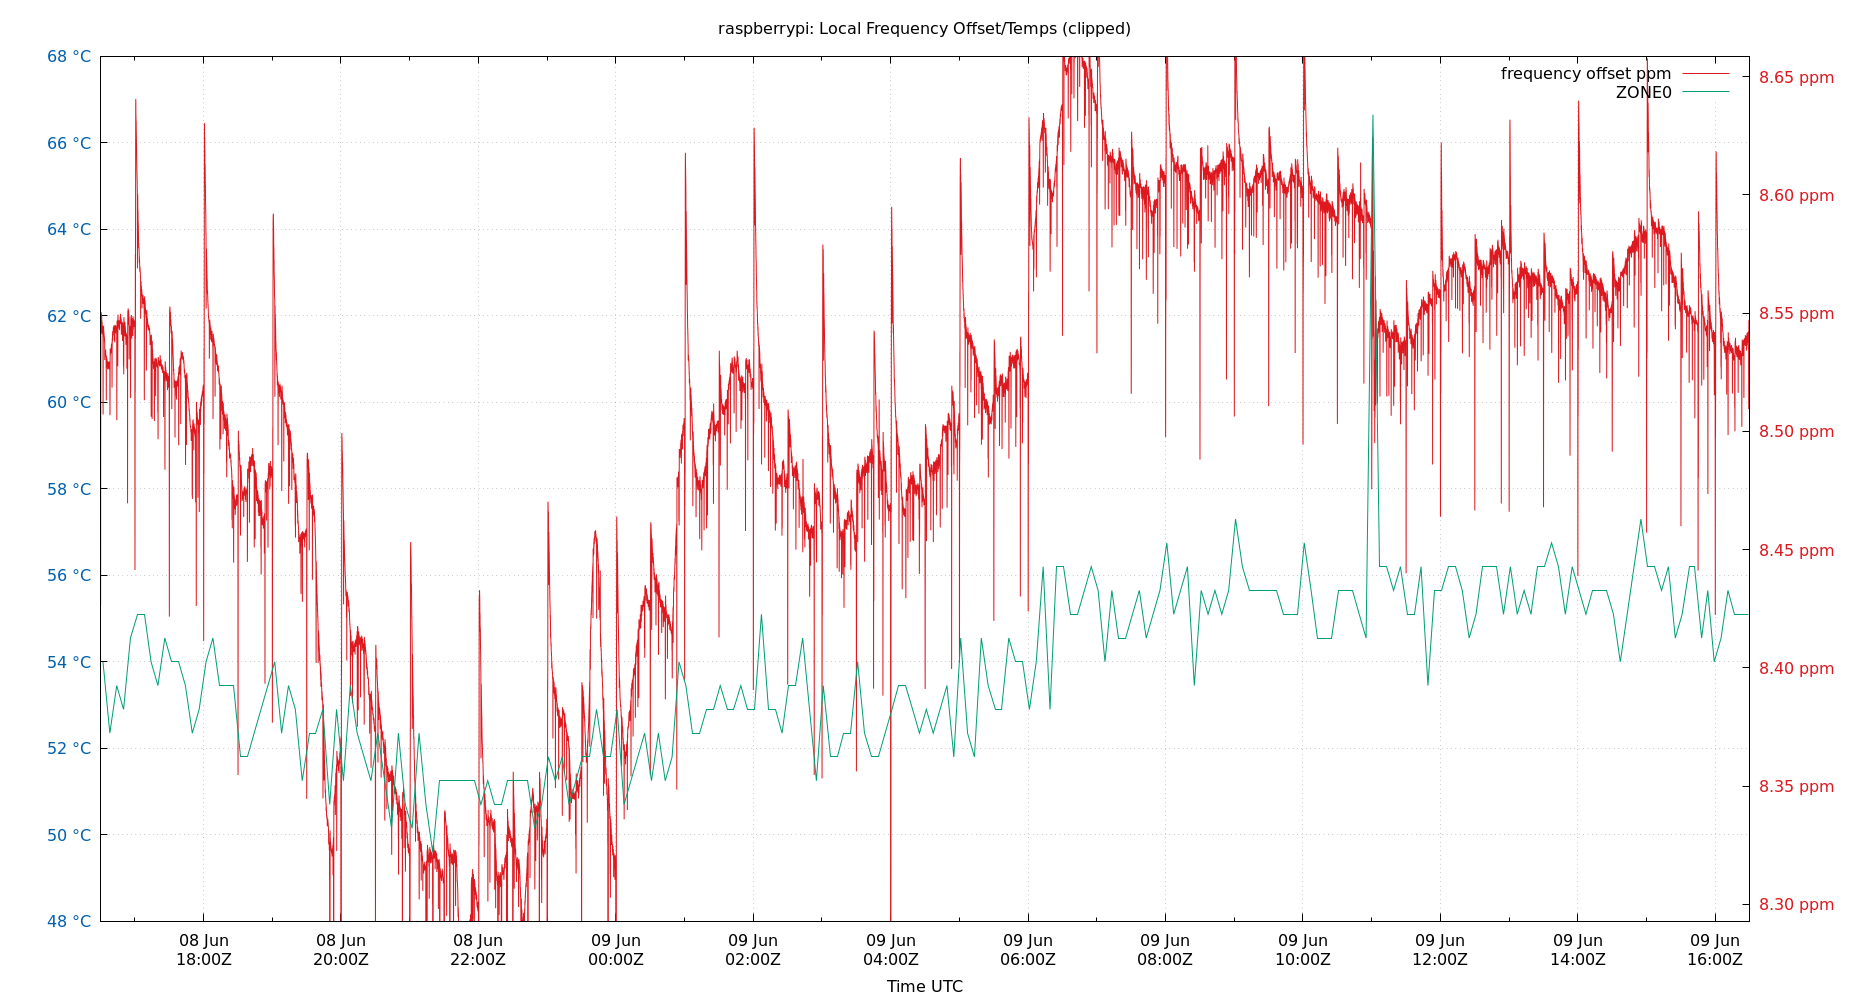 raspberrypi: Local Frequency Offset/Temps (clipped)
68 °C
66 °C
64 °C
62 °C
60 °C
58 °C
56 °C
54 °C
52 °C
50 °C
48 °C
frequency offset ppm
ZONE0
8.65 ppm
8.60 ppm
8.55 ppm
8.50 ppm
8.45 ppm
8.40 ppm
8.35 ppm
8.30 ppm
08 Jun
18:00Z
08 Jun
20:00Z
08 Jun
22:00Z
09 Jun
00:00Z
09 Jun
02:00Z
09 Jun
04:00Z
09 Jun
06:00Z
09 Jun
08:00Z
09 Jun
10:00Z
09 Jun
12:00Z
09 Jun
14:00Z
09 Jun
16:00Z
Time UTC